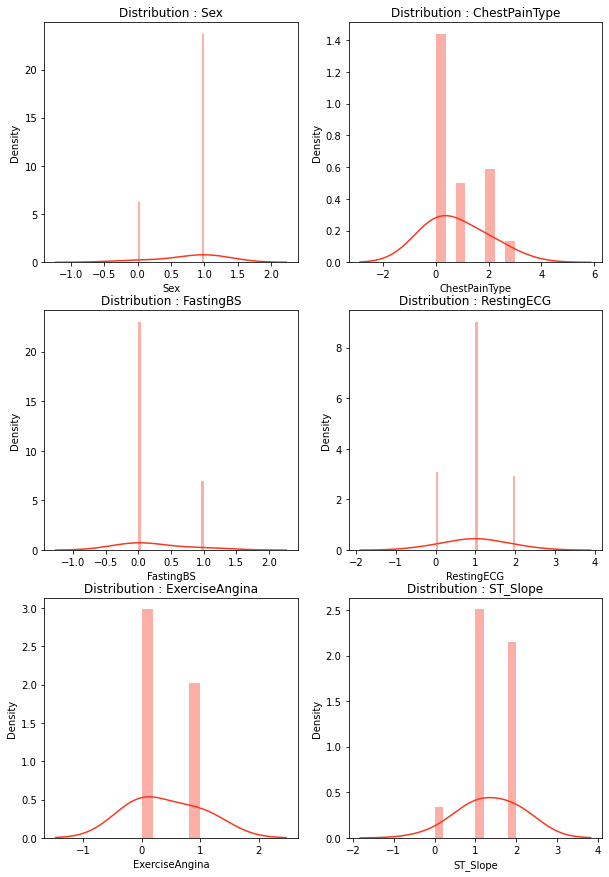 Distribution : Sex
Density
20
15
10
5
0
-1.0 -0.5 0.0 0.5 1.0 1.5 2.0
Sex
Distribution : ChestPainType
Density
1.4
1.2
1.0
0.8
0.6
0.4
0.2
0.0
−2 0 2 4 6
ChestPainType
Distribution : FastingBS
Density
20
15
10
5
0
-1.0 -0.5 0.0 0.5 1.0 1.5 2.0
FastingBS
Distribution : RestingECG
Density
8
6
4
2
0
−2 −1 0 1 2 3 4
RestingECG
Distribution : ExerciseAngina
Density
3.0
2.5
2.0
1.5
1.0
0.5
0.0
−1 0 1 2
ExerciseAngina
Distribution : ST_Slope
Density
2.5
2.0
1.5
1.0
0.5
0.0
−2 −1 0 1 2 3 4
ST_Slope